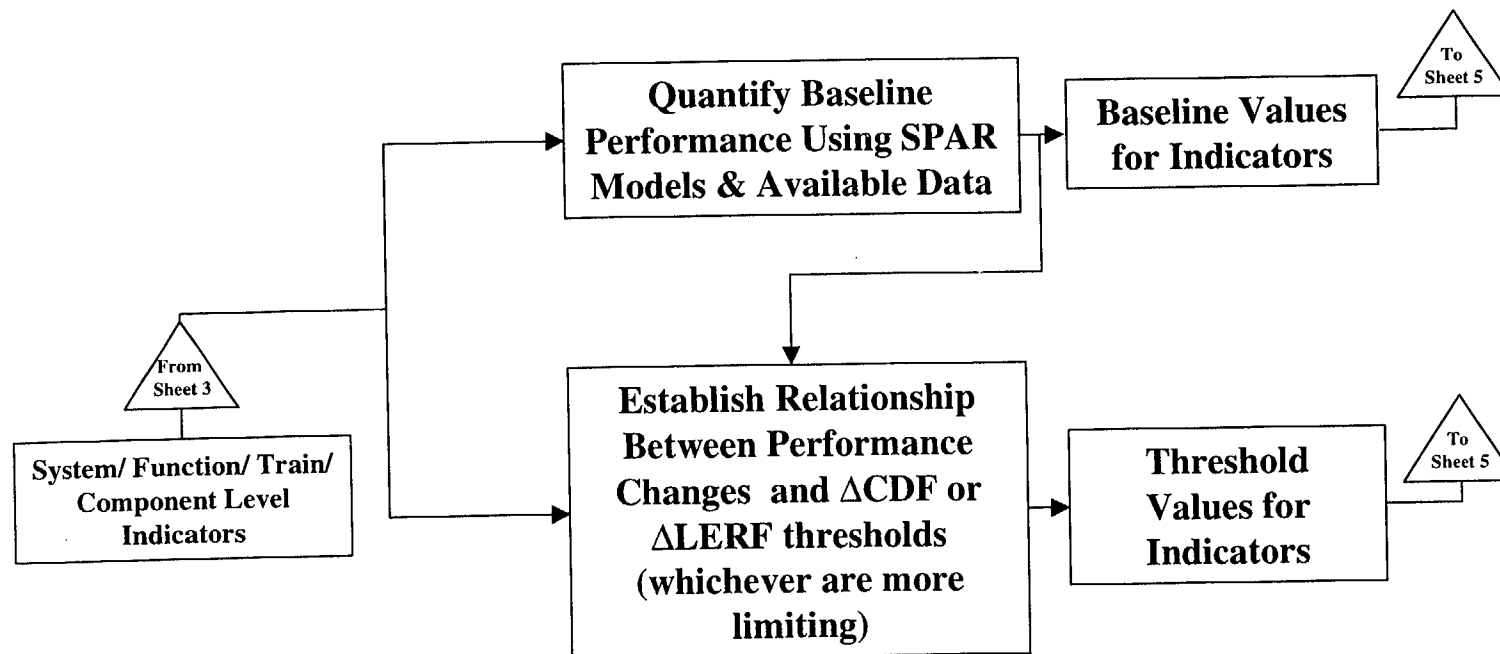 From
Sheet 3
System/ Function/ Train/
Component Level
Indicators
Quantify Baseline
Performance Using SPAR
Models & Available Data
Baseline Values
for Indicators
To
Sheet 5
Establish Relationship
Between Performance
Changes and ΔCDF or
ΔLERF thresholds
(whichever are more
limiting)
Threshold
Values for
Indicators
To
Sheet 5